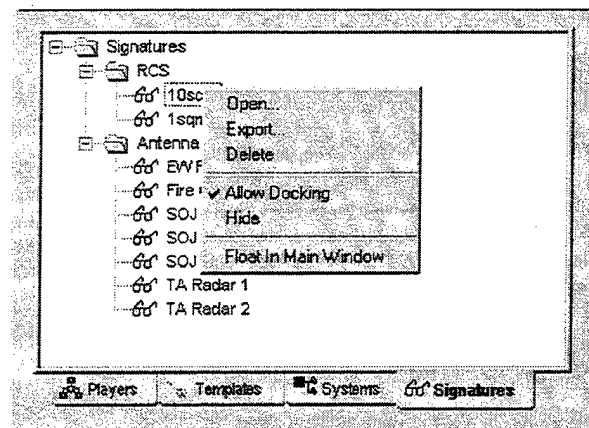 Signatures
RCS
10sc
1sqn
Antenna
EW F
Fire
SOJ
SOJ
SOJ
TA Radar 1
TA Radar 2
Open...
Export...
Delete
Allow Docking
Hide
Float In Main Window
Players Templates Systems Signatures